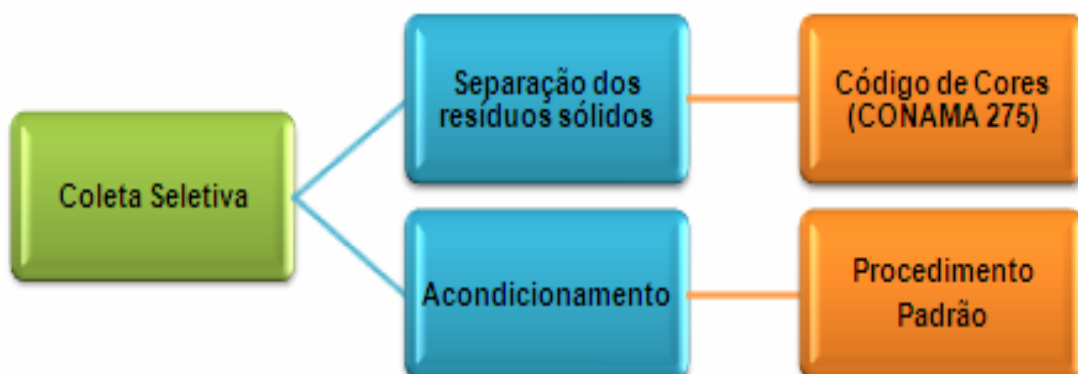 Coleta Seletiva
Separação dos
resíduos sólidos
Código de Cores
(CONAMA 275)
Acondicionamento
Procedimento
Padrão